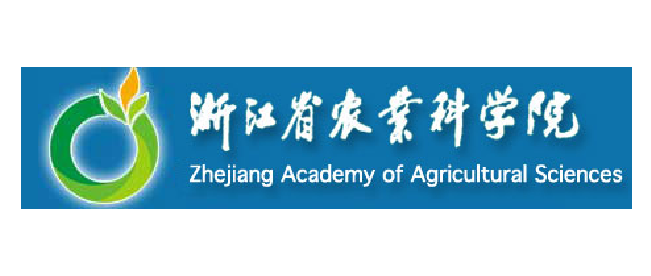 浙江省农业科学院
Zhejiang Academy of Agricultural Sciences